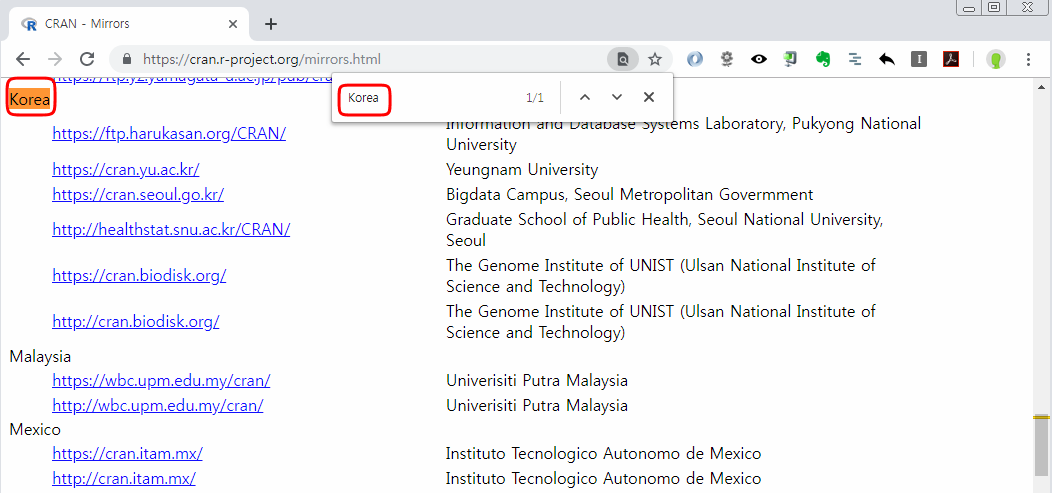 CRAN - Mirrors
https://cran.r-project.org/mirrors.html
Korea 1/1
Korea
https://ftp.harukasan.org/CRAN/ Information and Database Systems Laboratory, Pukyong National
University
https://cran.yu.ac.kr/ Yeungnam University
https://cran.seoul.go.kr/ Bigdata Campus, Seoul Metropolitan Govermment
http://healthstat.snu.ac.kr/CRAN/ Graduate School of Public Health, Seoul National University,
Seoul
https://cran.biodisk.org/ The Genome Institute of UNIST (Ulsan National Institute of
Science and Technology)
http://cran.biodisk.org/ The Genome Institute of UNIST (Ulsan National Institute of
Science and Technology)
Malaysia
https://wbc.upm.edu.my/cran/ Univerisiti Putra Malaysia
http://wbc.upm.edu.my/cran/ Univerisiti Putra Malaysia
Mexico
https://cran.itam.mx/ Instituto Tecnologico Autonomo de Mexico
http://cran.itam.mx/ Instituto Tecnologico Autonomo de Mexico